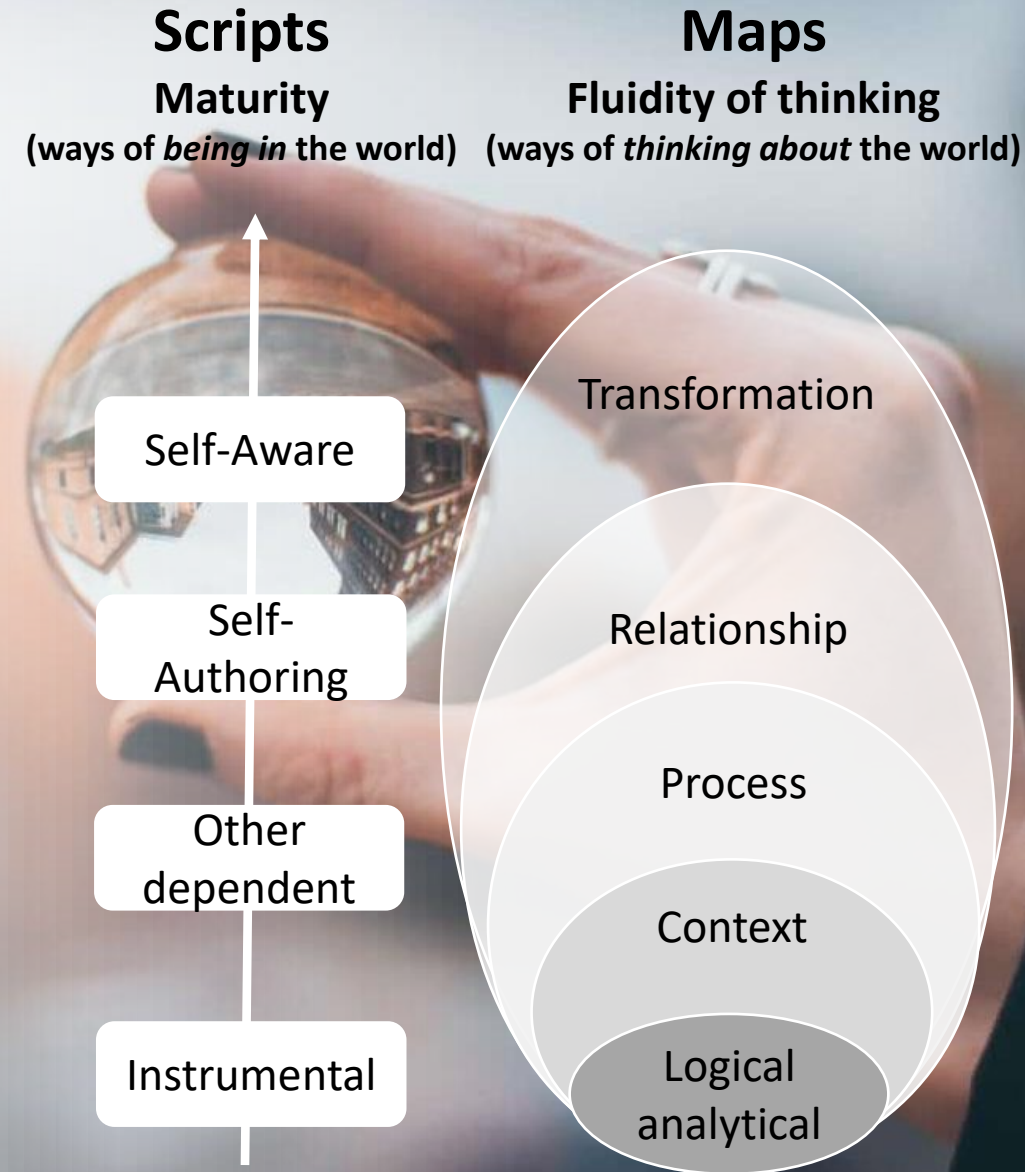 Scripts
Maturity
(ways of being in the world)
Self-Aware
Self-
Authoring
Other
dependent
Instrumental
Maps
Fluidity of thinking
(ways of thinking about the world)
Transformation
Relationship
Process
Context
Logical
analytical